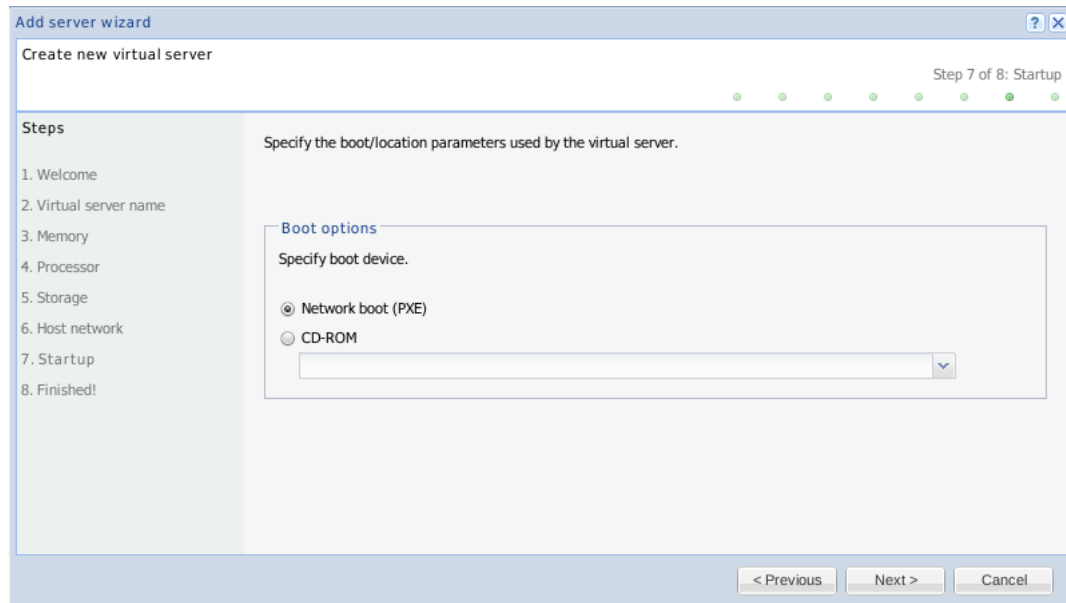 Add server wizard
Create new virtual server
Step 7 of 8: Startup
Steps
1. Welcome
2. Virtual server name
3. Memory
4. Processor
5. Storage
6. Host network
7. Startup
8. Finished!
Specify the boot/location parameters used by the virtual server.
Boot options
Specify boot device.
Network boot (PXE)
CD-ROM
< Previous
Next >
Cancel